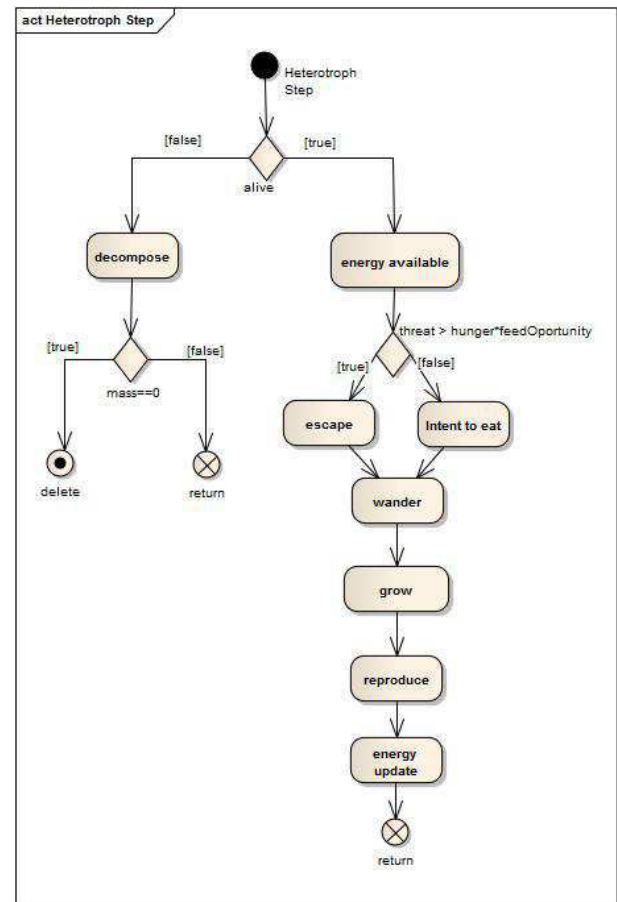 act Heterotroph Step
Heterotroph
Step
[false]
[true]
alive
decompose
energy available
threat > hunger*feedOportunity
[true]
[false]
[true]
[false]
mass==0
escape
Intent to eat
delete
return
wander
grow
reproduce
energy
update
return